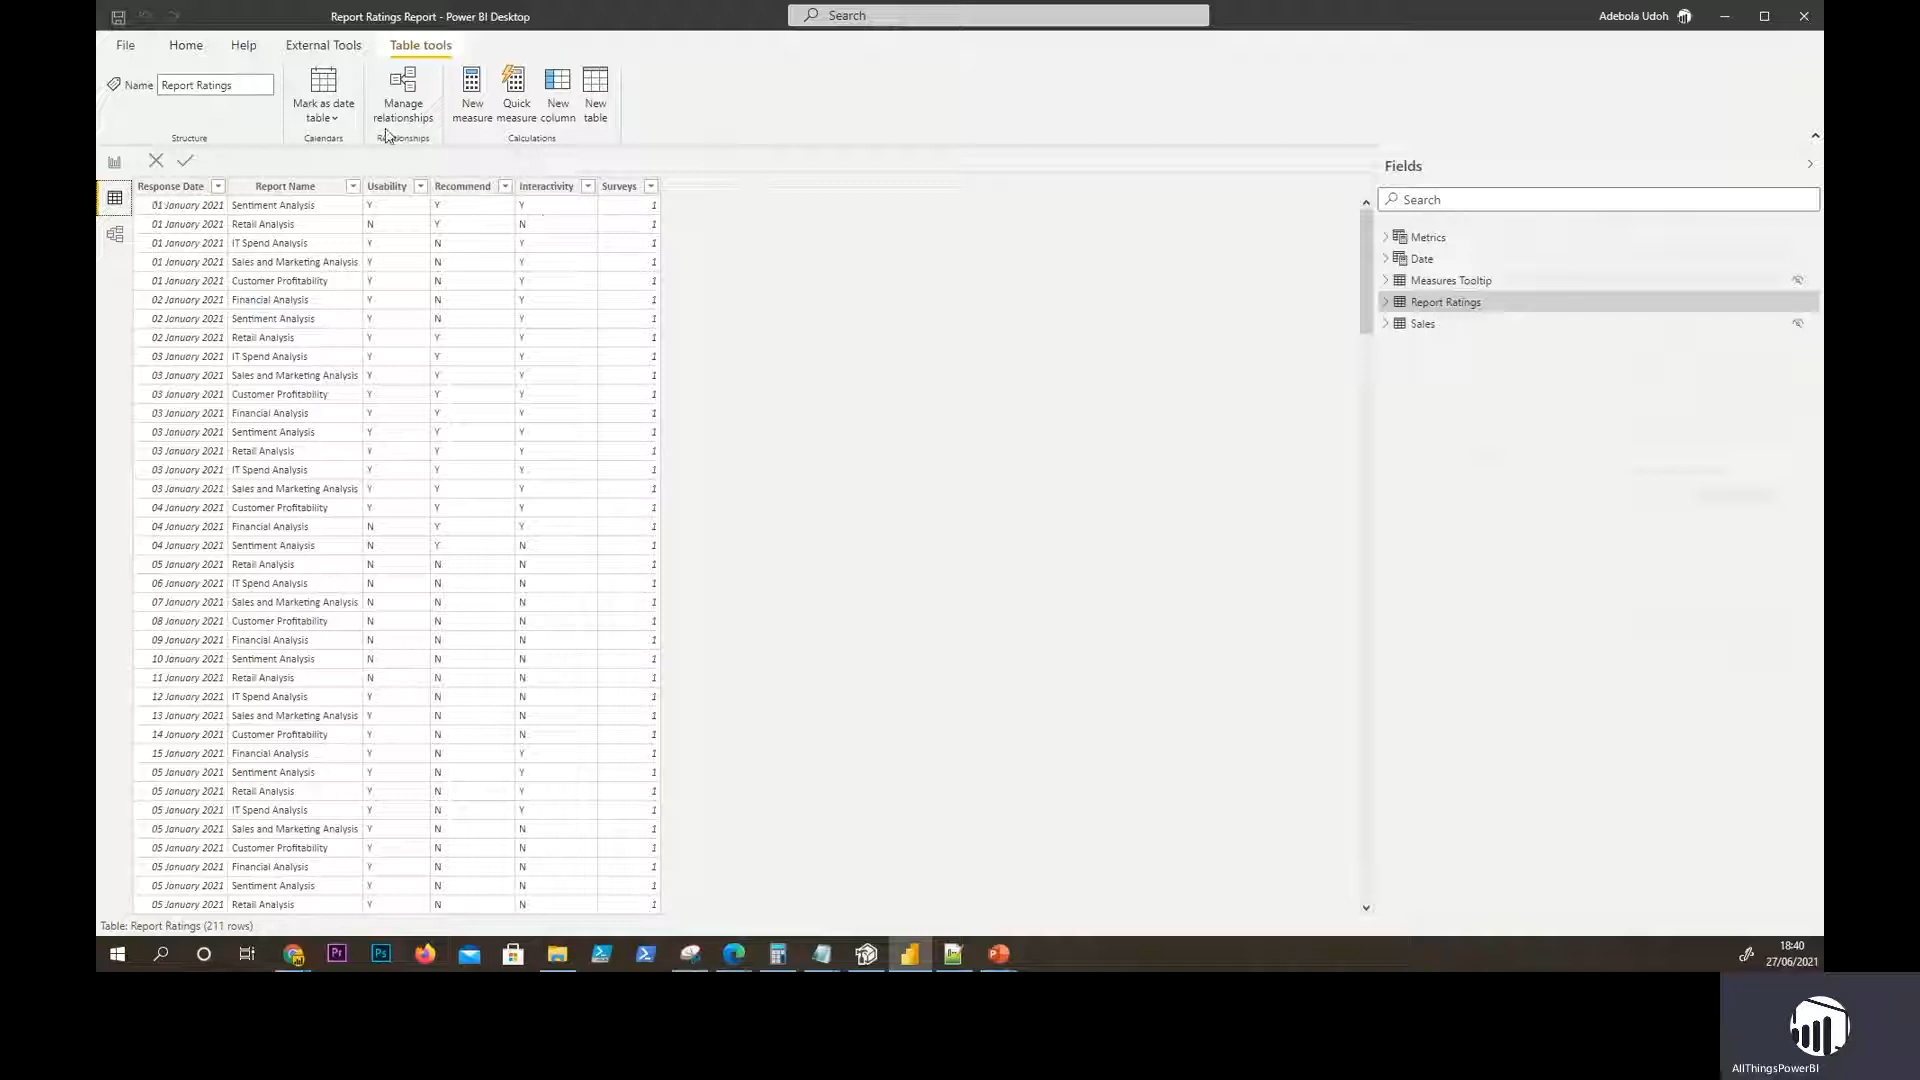 Report Ratings Report - Power BI Desktop
Search
Adebola Udoh
File Home Help External Tools Table tools
Name Report Ratings
Mark as date table
Manage relationships
New measure
Quick measure
New column
New table
Structure Calendars Relationships Calculations
Response Date Report Name Usability Recommend Interactivity Surveys
01 January 2021 Sentiment Analysis Y Y Y 1
01 January 2021 Retail Analysis N Y N 1
01 January 2021 IT Spend Analysis Y N Y 1
01 January 2021 Sales and Marketing Analysis Y N Y 1
01 January 2021 Customer Profitability Y N Y 1
02 January 2021 Financial Analysis Y N Y 1
02 January 2021 Sentiment Analysis Y N Y 1
02 January 2021 Retail Analysis Y Y Y 1
03 January 2021 IT Spend Analysis Y Y Y 1
03 January 2021 Sales and Marketing Analysis Y Y Y 1
03 January 2021 Customer Profitability Y Y Y 1
03 January 2021 Financial Analysis Y Y Y 1
03 January 2021 Sentiment Analysis Y Y Y 1
03 January 2021 Retail Analysis Y Y Y 1
03 January 2021 IT Spend Analysis Y Y Y 1
03 January 2021 Sales and Marketing Analysis Y Y Y 1
04 January 2021 Customer Profitability Y Y Y 1
04 January 2021 Financial Analysis N Y Y 1
04 January 2021 Sentiment Analysis N Y N 1
05 January 2021 Retail Analysis N N N 1
06 January 2021 IT Spend Analysis N N N 1
07 January 2021 Sales and Marketing Analysis N N N 1
08 January 2021 Customer Profitability N N N 1
09 January 2021 Financial Analysis N N N 1
10 January 2021 Sentiment Analysis N N N 1
11 January 2021 Retail Analysis N N N 1
12 January 2021 IT Spend Analysis Y N N 1
13 January 2021 Sales and Marketing Analysis Y N N 1
14 January 2021 Customer Profitability Y N N 1
15 January 2021 Financial Analysis Y N Y 1
05 January 2021 Sentiment Analysis Y N Y 1
05 January 2021 Retail Analysis Y N Y 1
05 January 2021 IT Spend Analysis Y N Y 1
05 January 2021 Sales and Marketing Analysis Y N N 1
05 January 2021 Customer Profitability Y N N 1
05 January 2021 Financial Analysis Y N N 1
05 January 2021 Sentiment Analysis Y N N 1
05 January 2021 Retail Analysis Y N N 1
Table: Report Ratings (211 rows)
Fields
Search
Metrics
Date
Measures Tooltip
Report Ratings
Sales
Pr
Ps
18:40
27/06/2021
AllThingsPowerBI